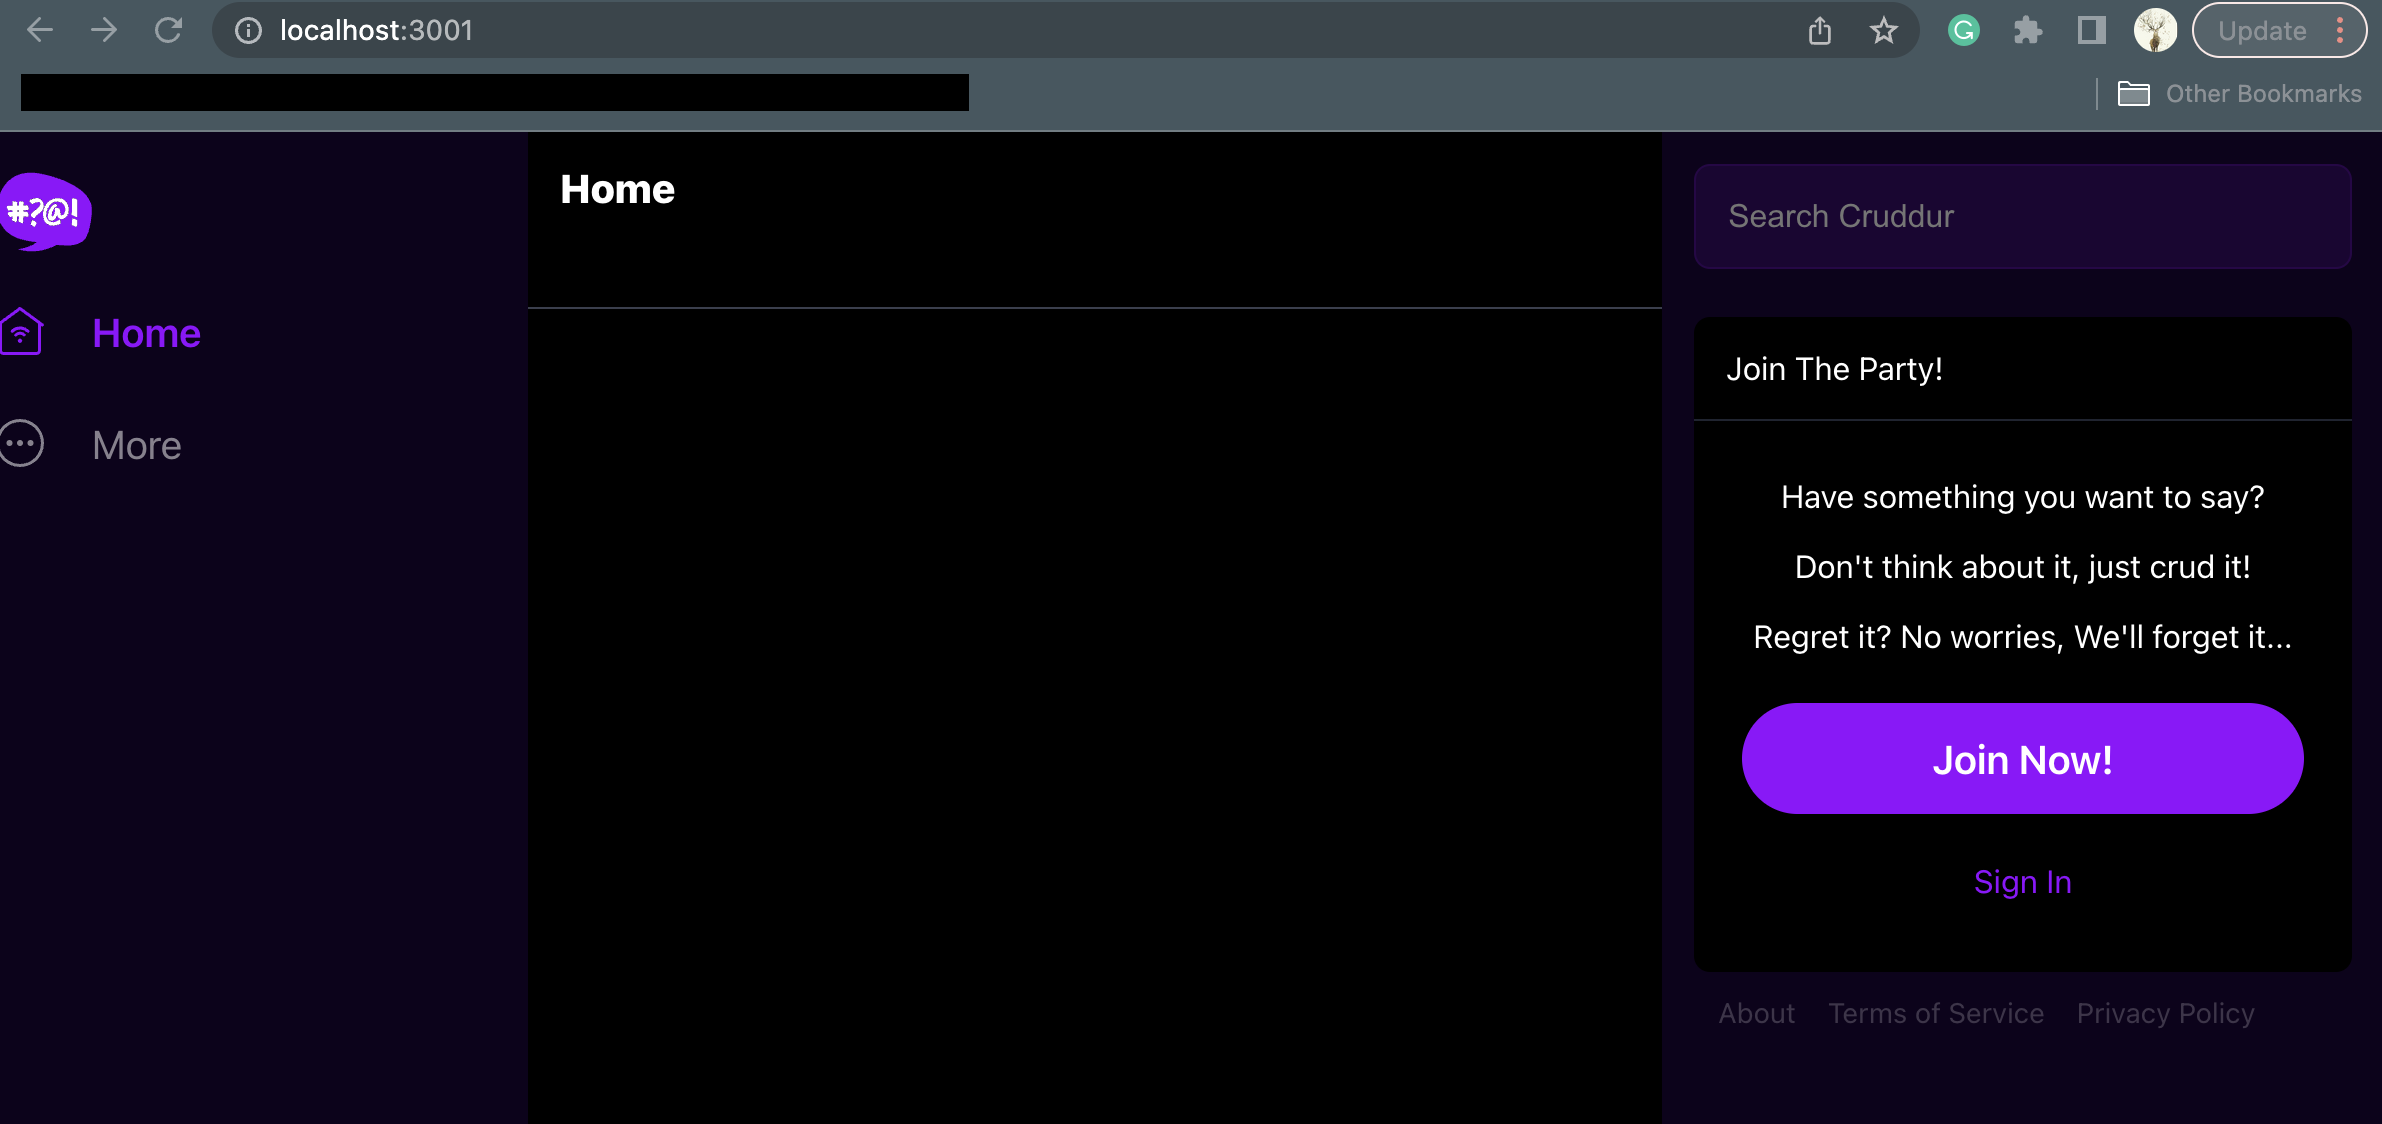 localhost:3001
Update
Other Bookmarks
#?@!
Home
More
Home
Search Cruddur
Join The Party!
Have something you want to say?
Don't think about it, just crud it!
Regret it? No worries, We'll forget it...
Join Now!
Sign In
About Terms of Service Privacy Policy